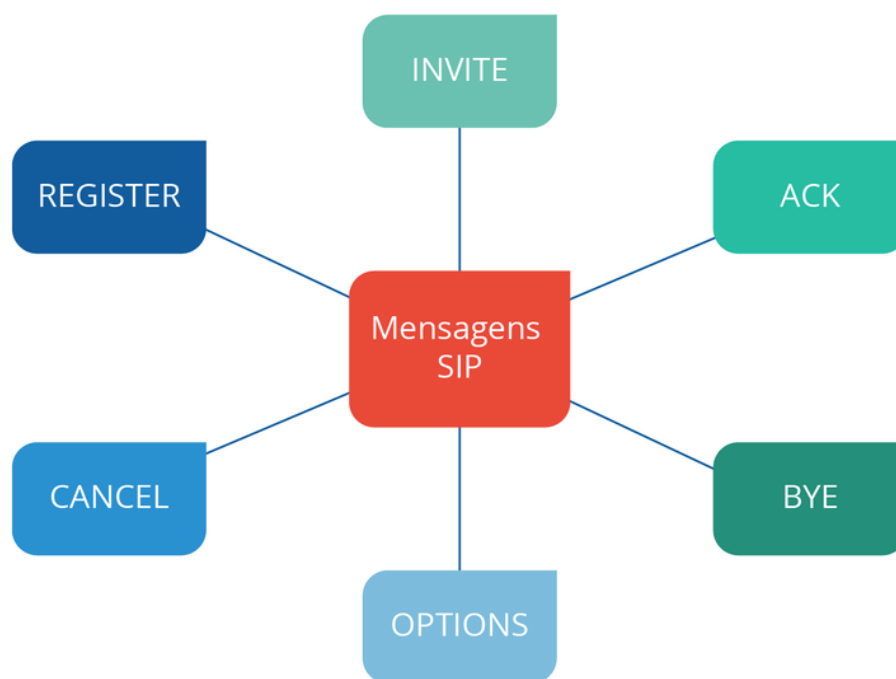 INVITE
REGISTER
ACK
Mensagens
SIP
CANCEL
BYE
OPTIONS